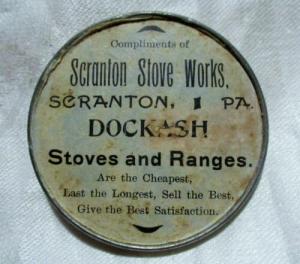 Compliments of
Scranton Stove Works,
SCRANTON, PA.
DOCKASH
Stoves and Ranges.
Are the Cheapest,
Last the Longest, Sell the Best,
Give the Best Satisfaction.